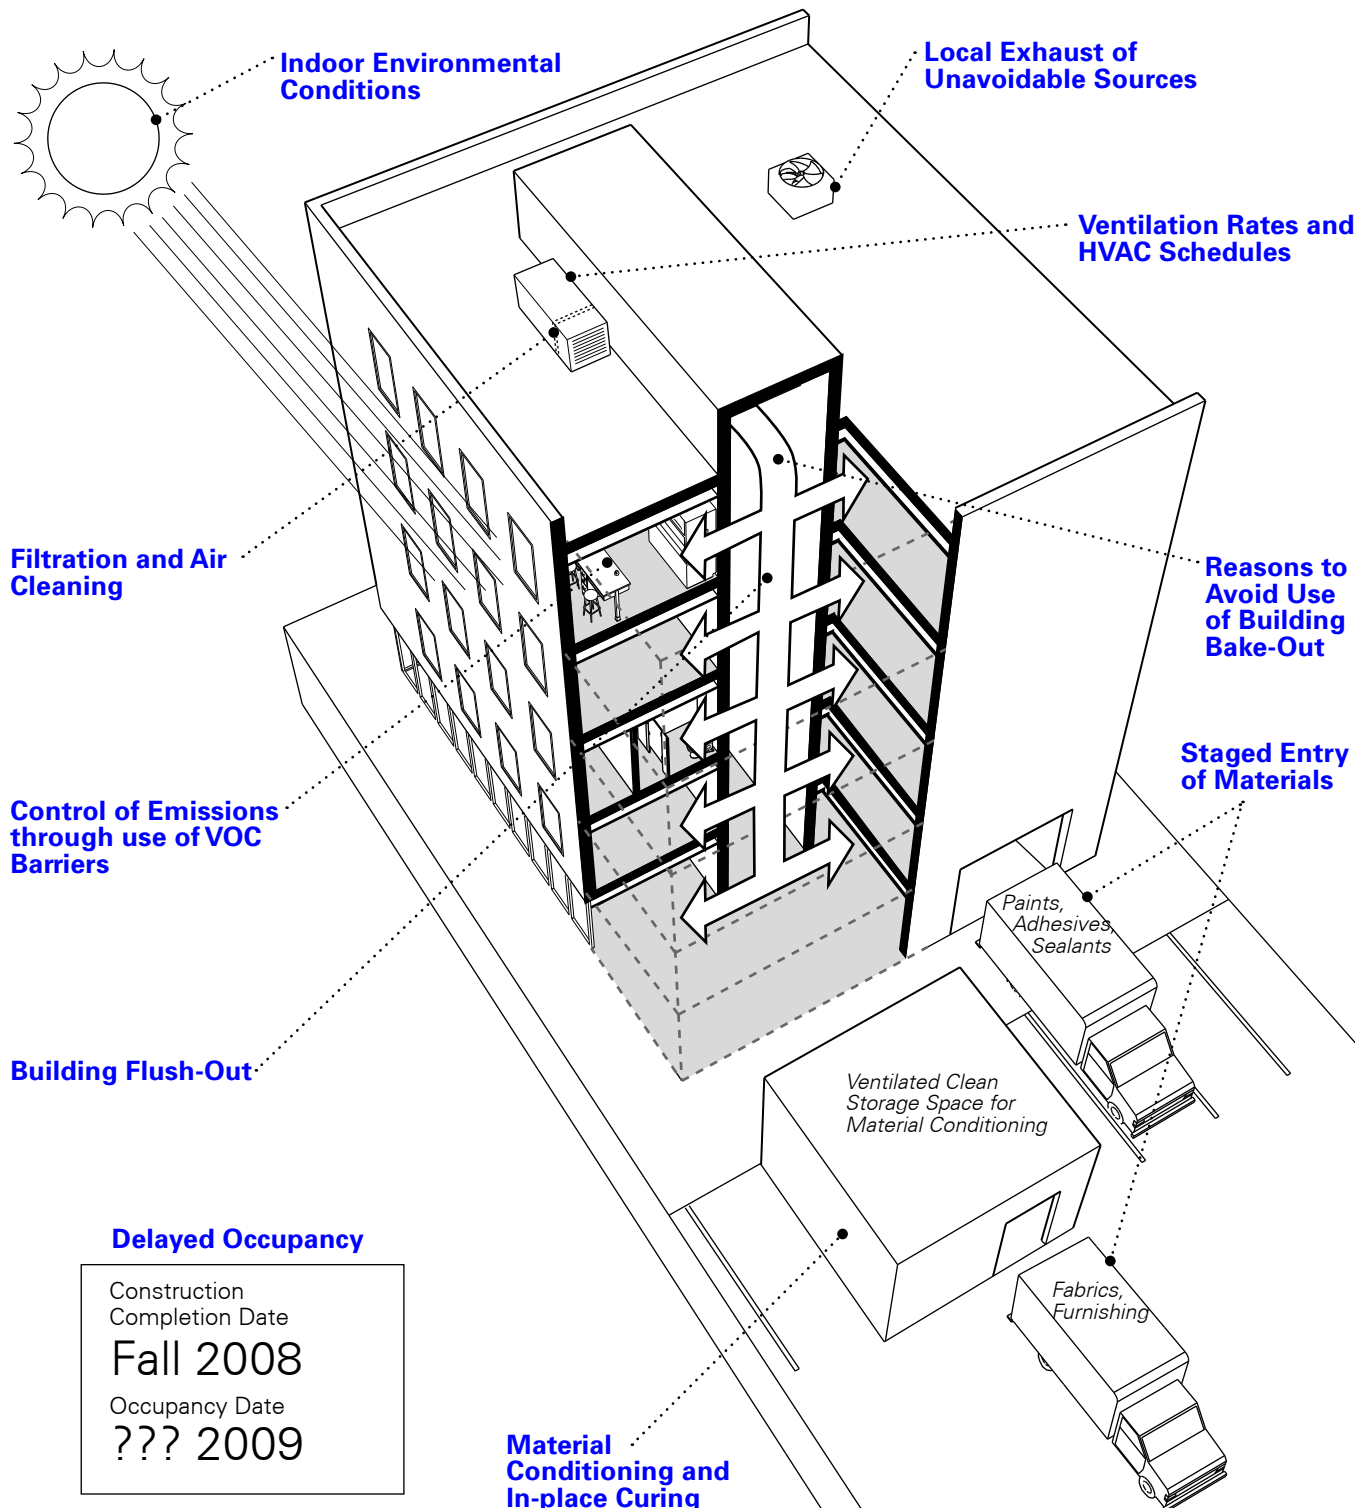 Indoor Environmental
Conditions
Local Exhaust of
Unavoidable Sources
Ventilation Rates and
HVAC Schedules
Filtration and Air
Cleaning
Reasons to
Avoid Use
of Building
Bake-Out
Staged Entry
of Materials
Control of Emissions
through use of VOC
Barriers
Paints,
Adhesives,
Sealants
Building Flush-Out
Ventilated Clean
Storage Space for
Material Conditioning
Delayed Occupancy
Construction
Completion Date
Fall 2008
Occupancy Date
??? 2009
Fabrics,
Furnishing
Material
Conditioning and
In-place Curing